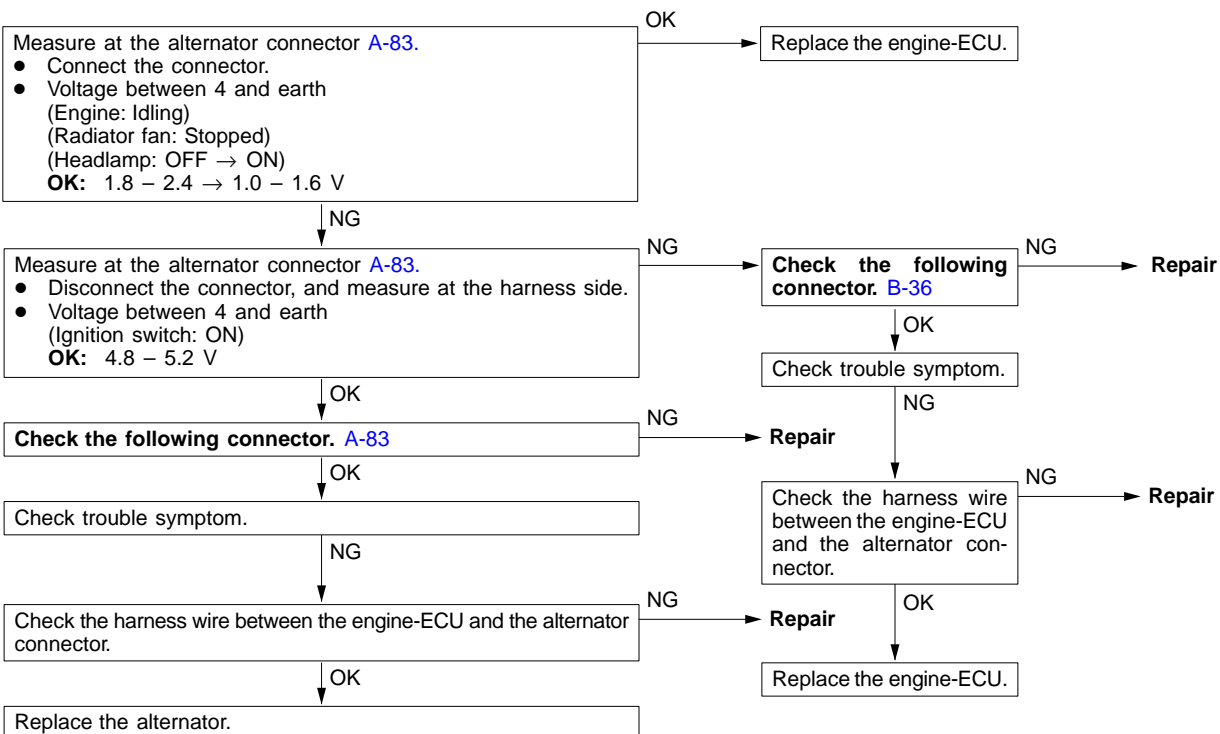 Measure at the alternator connector A-83.
● Connect the connector.
● Voltage between 4 and earth
(Engine: Idling)
(Radiator fan: Stopped)
(Headlamp: OFF → ON)
OK: 1.8 – 2.4 → 1.0 – 1.6 V
OK
Replace the engine-ECU.
NG
Measure at the alternator connector A-83.
● Disconnect the connector, and measure at the harness side.
● Voltage between 4 and earth
(Ignition switch: ON)
OK: 4.8 – 5.2 V
NG
Check the following
connector. B-36
NG
Repair
OK
Check trouble symptom.
NG
Check the harness wire
between the engine-ECU
and the alternator con-
nector.
NG
Repair
OK
Replace the engine-ECU.
OK
Check the following connector. A-83
NG
Repair
OK
Check trouble symptom.
NG
Check the harness wire between the engine-ECU and the alternator
connector.
NG
Repair
OK
Replace the alternator.